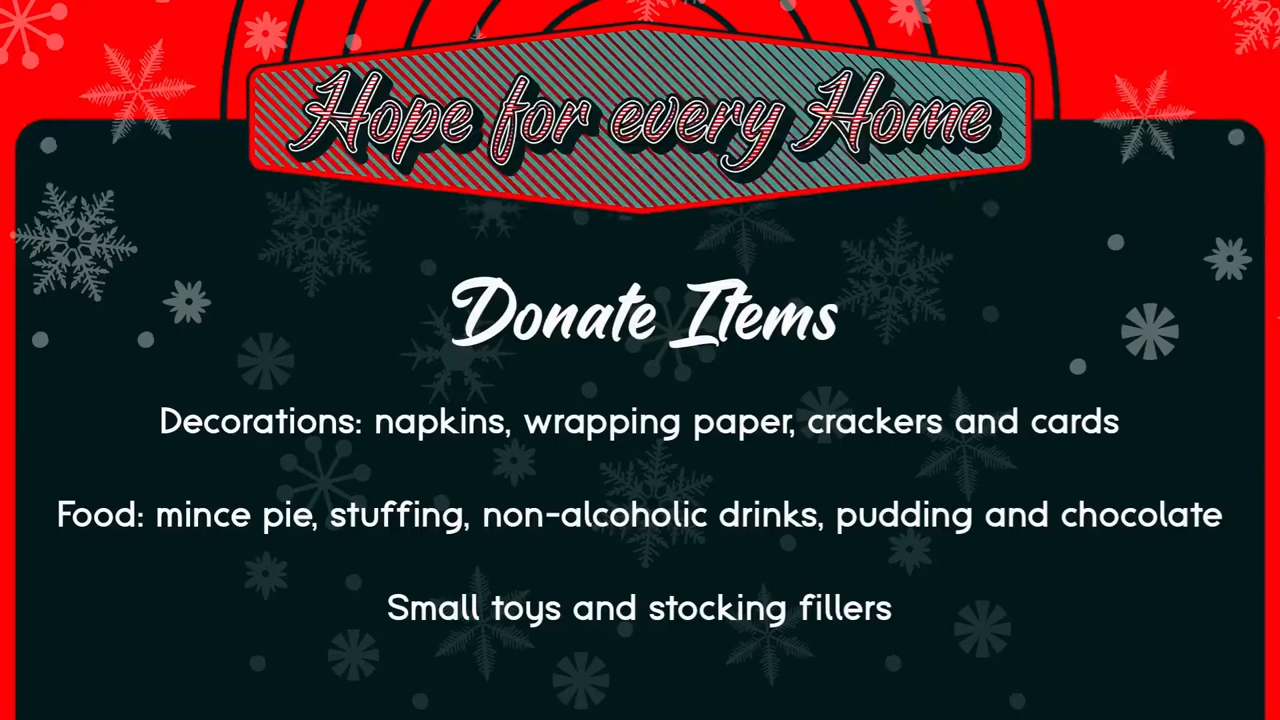 Hope for every Home
Donate Items
Decorations: napkins, wrapping paper, crackers and cards
Food: mince pie, stuffing, non-alcoholic drinks, pudding and chocolate
Small toys and stocking fillers